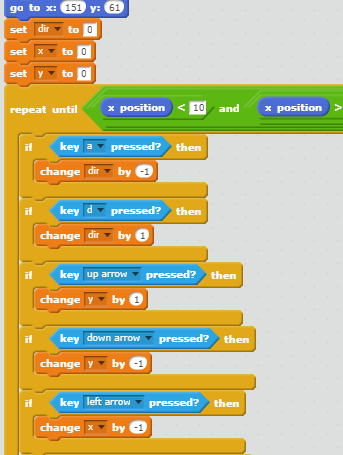 go to x: 151 y: 61
set dir to 0
set x to 0
set y to 0
repeat until x position < 10 and x position >
if key a pressed? then
change dir by -1
if key d pressed? then
change dir by 1
if key up arrow pressed? then
change y by 1
if key down arrow pressed? then
change y by -1
if key left arrow pressed? then
change x by -1